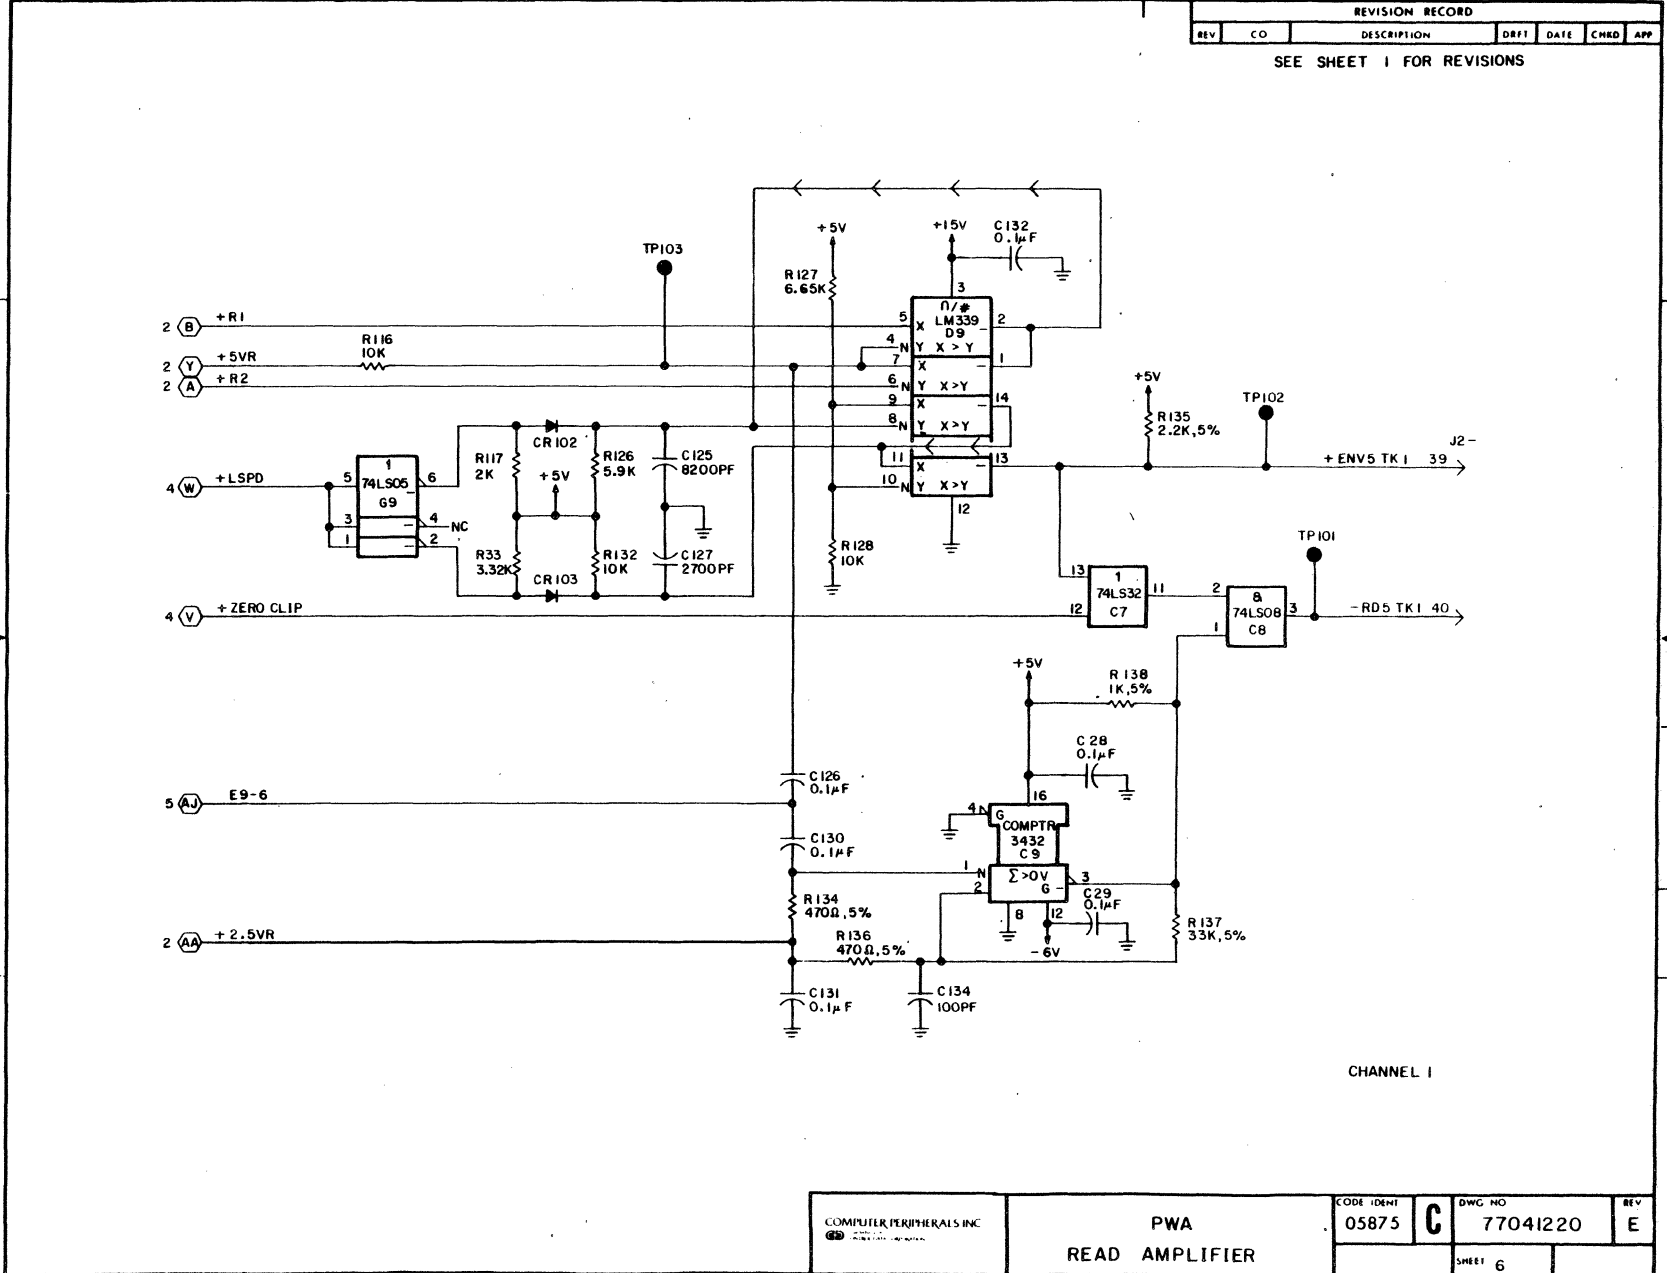 REVISION RECORD
REV CO DESCRIPTION DRFT DATE CHKD APP
SEE SHEET 1 FOR REVISIONS
+5V
+15V
C132
0.1µF
TP103
R127
6.65K
3
∩/#
LM339
D9
2 B +R1
5 X
2
4 N Y X > Y
R116
10K
2 Y +5VR
7 X
1
2 A +R2
6 N Y X>Y
9 X
14
8 N Y X>Y
+5V
R135
2.2K,5%
TP102
CR102
R117
2K
R126
5.9K
C125
8200PF
+5V
11 X
13
10 N Y X>Y
12
J2-
+ENV5 TK1 39
4 W +LSPD
5
1
74LS05
G9
6
3
4 NC
1
2
R33
3.32K
R132
10K
C127
2700PF
CR103
R128
10K
TP101
13
1
74LS32
C7
11
12
2
&
74LS08
C8
3
1
-RD5 TK1 40
4 V +ZERO CLIP
+5V
R138
1K,5%
C28
0.1µF
C126
0.1µF
5 AJ E9-6
16
4
G
COMPTR
3432
C9
C130
0.1µF
1 N
2
Σ>0V
G
3
C29
0.1µF
8
12
-6V
R134
470Ω,5%
R137
33K,5%
2 AA +2.5VR
R136
470Ω,5%
C131
0.1µF
C134
100PF
CHANNEL 1
COMPUTER PERIPHERALS INC
PWA
READ AMPLIFIER
CODE IDENT
05875
C
DWG NO
77041220
REV
E
SHEET 6